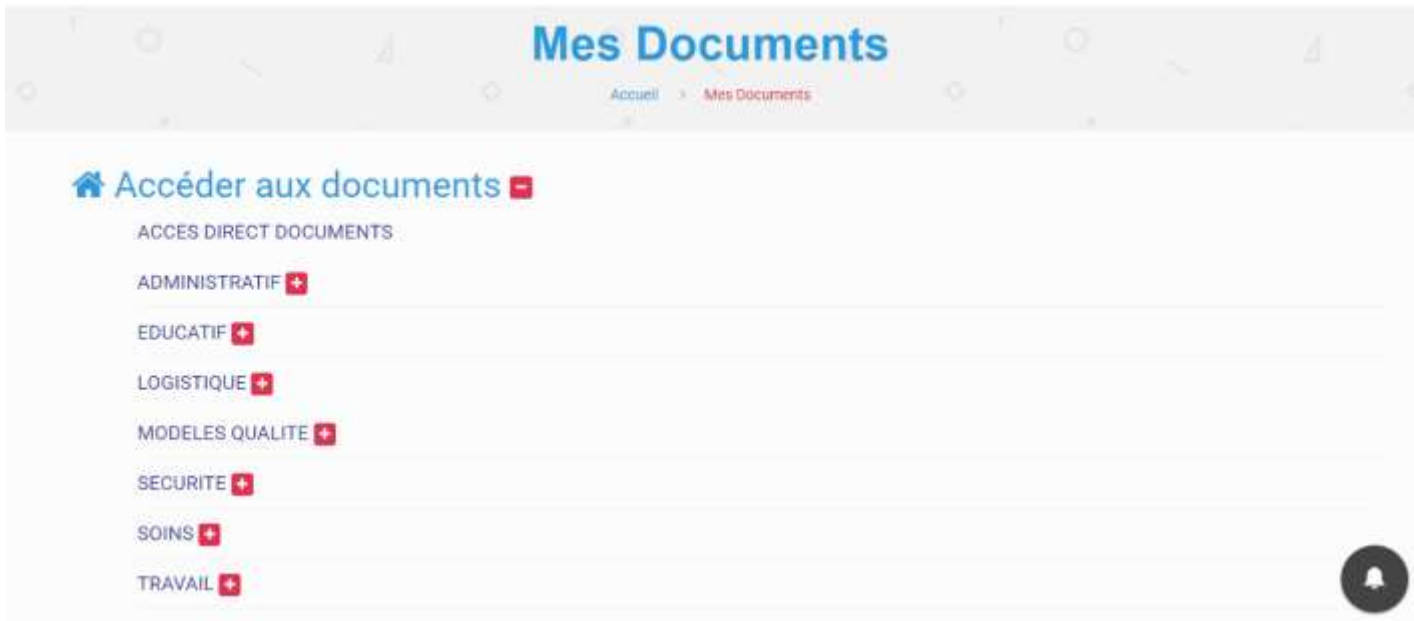 Mes Documents
Accueil > Mes Documents
Accéder aux documents
ACCES DIRECT DOCUMENTS
ADMINISTRATIF
EDUCATIF
LOGISTIQUE
MODELES QUALITE
SECURITE
SOINS
TRAVAIL